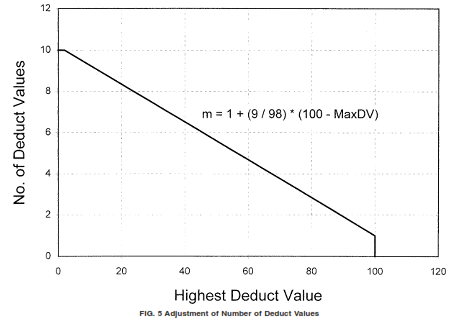 12
10
8
6
4
2
0
No. of Deduct Values
m = 1 + (9 / 98) * (100 - MaxDV)
0 20 40 60 80 100 120
Highest Deduct Value
FIG. 5 Adjustment of Number of Deduct Values